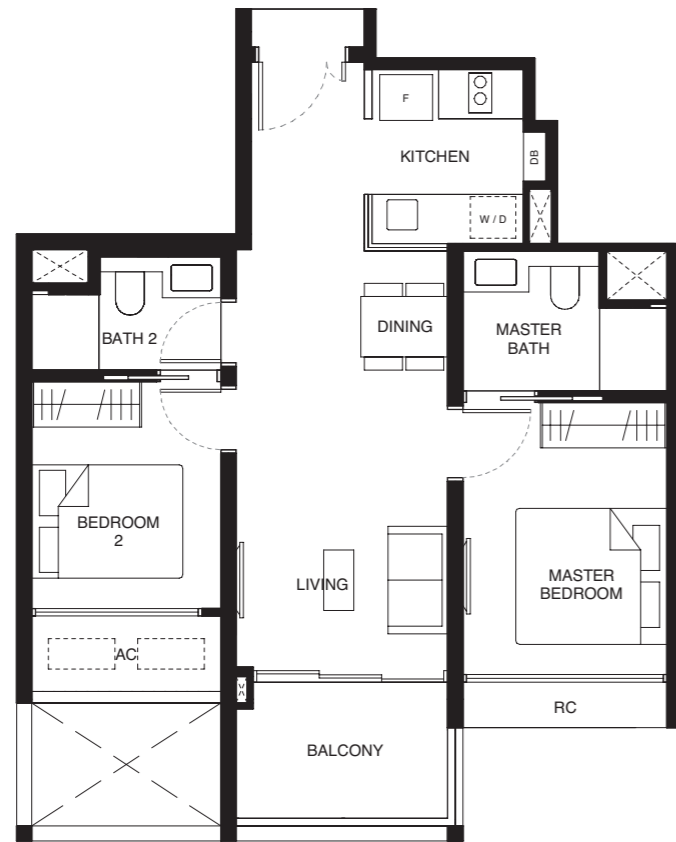 F
KITCHEN
DB
W / D
BATH 2
DINING
MASTER
BATH
BEDROOM
2
LIVING
MASTER
BEDROOM
AC
RC
BALCONY